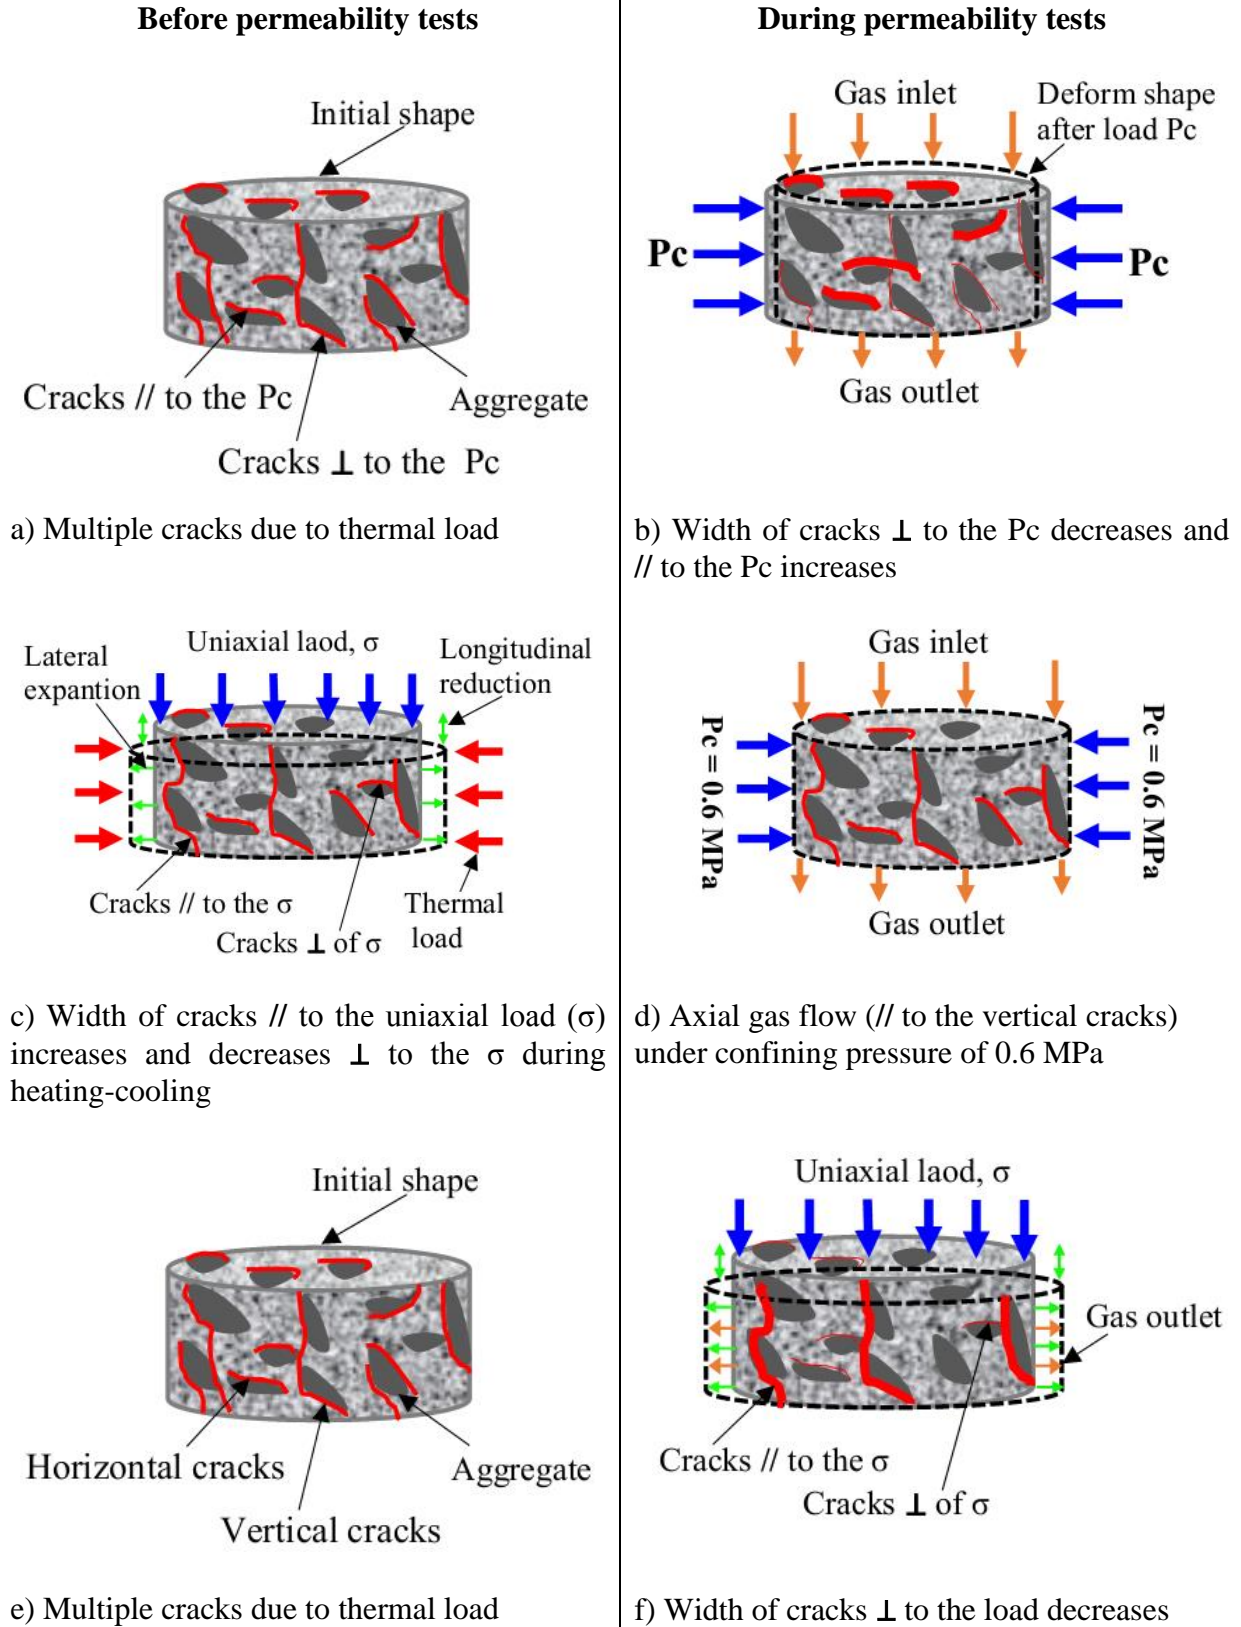 Before permeability tests
During permeability tests
Initial shape
Cracks // to the Pc
Aggregate
Cracks ⊥ to the Pc
a) Multiple cracks due to thermal load
Gas inlet
Deform shape
after load Pc
Pc
Pc
Gas outlet
b) Width of cracks ⊥ to the Pc decreases and
// to the Pc increases
Uniaxial laod, σ
Lateral
expantion
Longitudinal
reduction
Cracks // to the σ
Cracks ⊥ of σ
Thermal
load
c) Width of cracks // to the uniaxial load (σ)
increases and decreases ⊥ to the σ during
heating-cooling
Gas inlet
Pc = 0.6 MPa
Pc = 0.6 MPa
Gas outlet
d) Axial gas flow (// to the vertical cracks)
under confining pressure of 0.6 MPa
Initial shape
Horizontal cracks
Aggregate
Vertical cracks
e) Multiple cracks due to thermal load
Uniaxial laod, σ
Gas outlet
Cracks // to the σ
Cracks ⊥ of σ
f) Width of cracks ⊥ to the load decreases